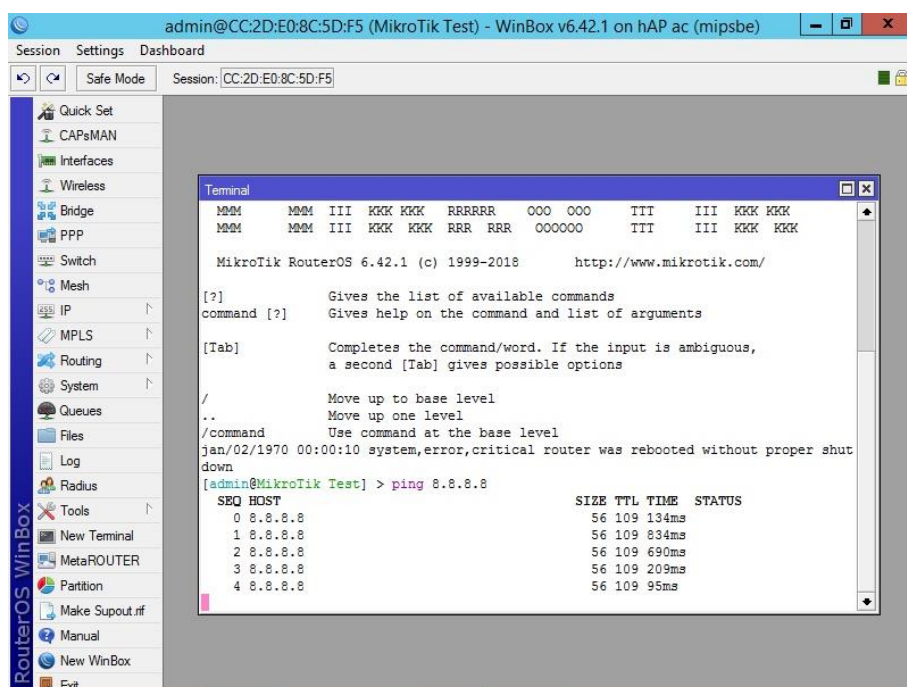 admin@CC:2D:E0:8C:5D:F5 (MikroTik Test) - WinBox v6.42.1 on hAP ac (mipsbe)
Session Settings Dashboard
Safe Mode Session: CC:2D:E0:8C:5D:F5
Quick Set
CAPsMAN
Interfaces
Wireless
Bridge
PPP
Switch
Mesh
IP
MPLS
Routing
System
Queues
Files
Log
Radius
Tools
New Terminal
MetaROUTER
Partition
Make Supout.rif
Manual
New WinBox
Exit
RouterOS WinBox
Terminal
MMM MMM III KKK KKK RRRRRR OOO OOO TTT III KKK KKK
MMM MMM III KKK KKK RRR RRR OOOOOO TTT III KKK KKK
MikroTik RouterOS 6.42.1 (c) 1999-2018 http://www.mikrotik.com/
[?] Gives the list of available commands
command [?] Gives help on the command and list of arguments
[Tab] Completes the command/word. If the input is ambiguous,
a second [Tab] gives possible options
/ Move up to base level
.. Move up one level
/command Use command at the base level
jan/02/1970 00:00:10 system,error,critical router was rebooted without proper shut
down
[admin@MikroTik Test] > ping 8.8.8.8
SEQ HOST SIZE TTL TIME STATUS
0 8.8.8.8 56 109 134ms
1 8.8.8.8 56 109 834ms
2 8.8.8.8 56 109 690ms
3 8.8.8.8 56 109 209ms
4 8.8.8.8 56 109 95ms